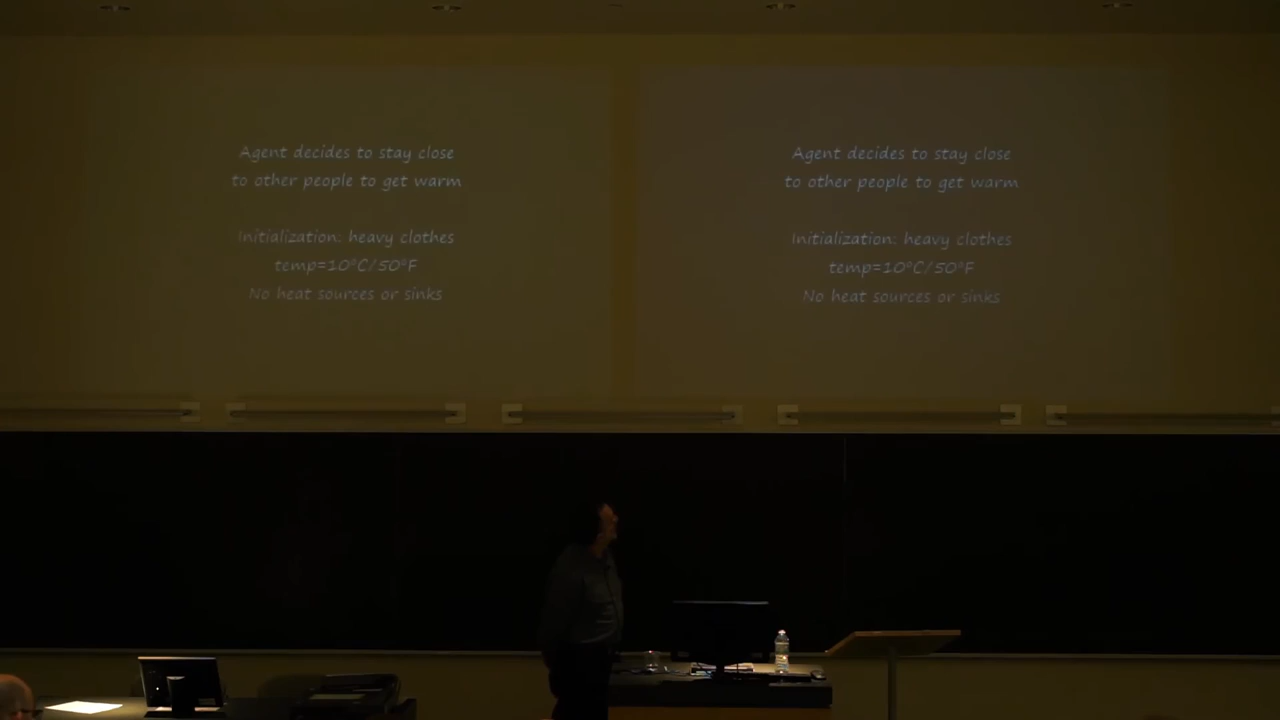 Agent decides to stay close
to other people to get warm
Initialization: heavy clothes
temp=10°C/50°F
No heat sources or sinks
Agent decides to stay close
to other people to get warm
Initialization: heavy clothes
temp=10°C/50°F
No heat sources or sinks